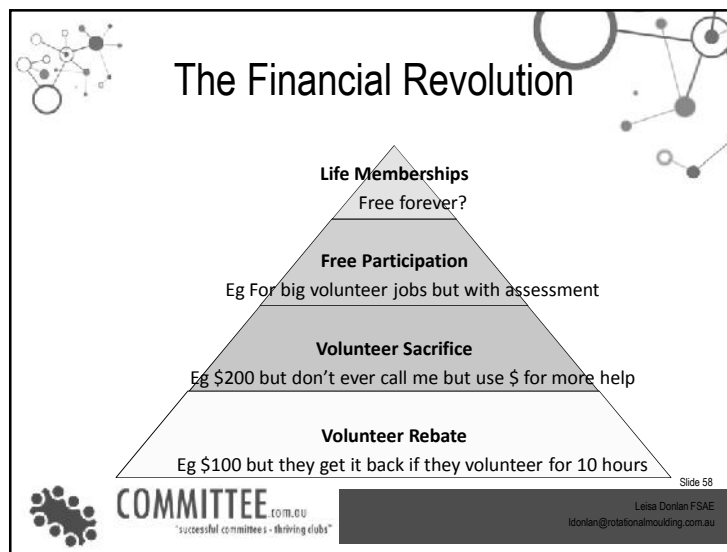 The Financial Revolution
Life Memberships
Free forever?
Free Participation
Eg For big volunteer jobs but with assessment
Volunteer Sacrifice
Eg $200 but don’t ever call me but use $ for more help
Volunteer Rebate
Eg $100 but they get it back if they volunteer for 10 hours
Slide 58
COMMITTEE.com.au
"successful committees - thriving clubs"
Leisa Donlan FSAE
ldonlan@rotationalmoulding.com.au